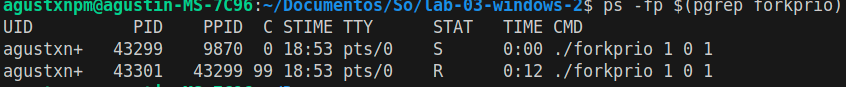 agustxnpm@agustin-MS-7C96:~/Documentos/So/lab-03-windows-2$ ps -fp $(pgrep forkprio)
UID          PID    PPID  C STIME TTY      STAT   TIME CMD
agustxn+   43299    9870  0 18:53 pts/0    S      0:00 ./forkprio 1 0 1
agustxn+   43301   43299 99 18:53 pts/0    R      0:12 ./forkprio 1 0 1